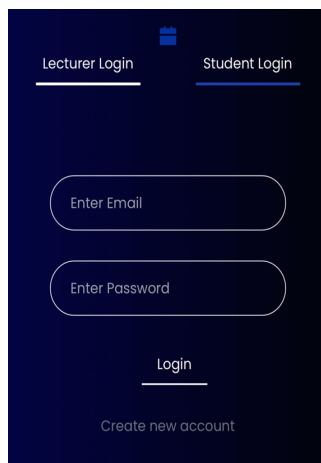 Lecturer Login Student Login
Enter Email
Enter Password
Login
Create new account